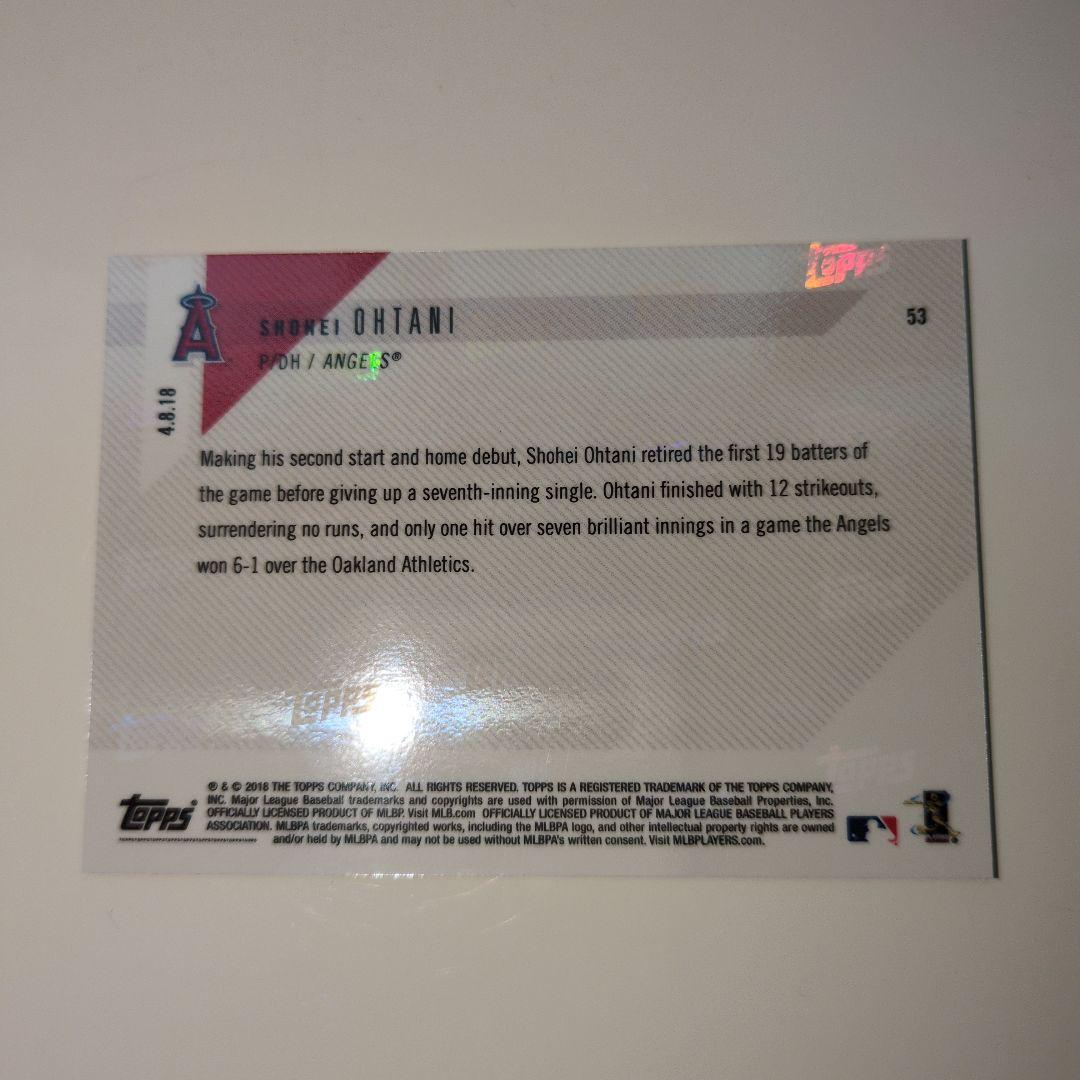 Topps
SHOHEI OHTANI
53
P/DH / ANGELS®
4.8.18
Making his second start and home debut, Shohei Ohtani retired the first 19 batters of
the game before giving up a seventh-inning single. Ohtani finished with 12 strikeouts,
surrendering no runs, and only one hit over seven brilliant innings in a game the Angels
won 6-1 over the Oakland Athletics.
Topps
Topps
® & © 2018 THE TOPPS COMPANY, INC. ALL RIGHTS RESERVED. TOPPS IS A REGISTERED TRADEMARK OF THE TOPPS COMPANY,
INC. Major League Baseball trademarks and copyrights are used with permission of Major League Baseball Properties, Inc.
OFFICIALLY LICENSED PRODUCT OF MLBP. Visit MLB.com OFFICIALLY LICENSED PRODUCT OF MAJOR LEAGUE BASEBALL PLAYERS
ASSOCIATION. MLBPA trademarks, copyrighted works, including the MLBPA logo, and other intellectual property rights are owned
and/or held by MLBPA and may not be used without MLBPA's written consent. Visit MLBPLAYERS.com.
Topps®